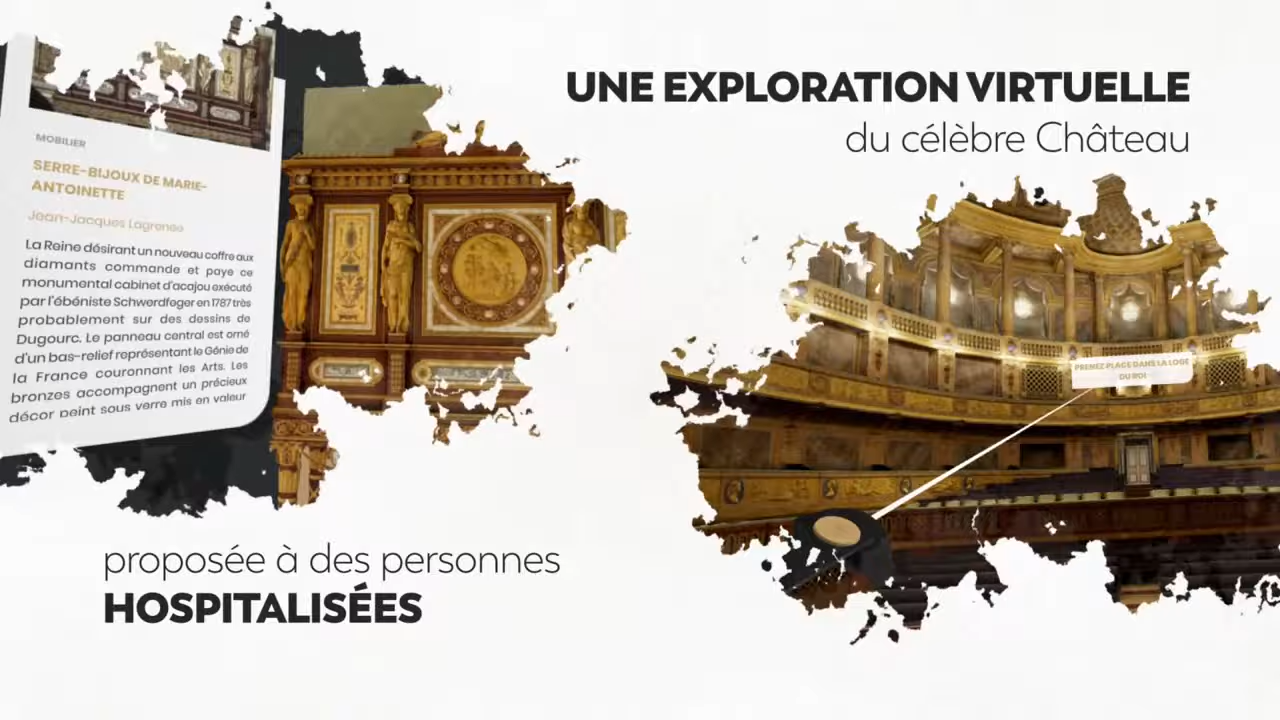 MOBILIER
SERRE-BIJOUX DE MARIE-
ANTOINETTE
Jean-Jacques Lagrenée
La Reine désirant un nouveau coffre aux
diamants commande et paye ce
monumental cabinet d'acajou exécuté
par l'ébéniste Schwerdfeger en 1787 très
probablement sur des dessins de
Dugourc. Le panneau central est orné
d'un bas-relief représentant le Génie de
la France couronnant les Arts. Les
bronzes accompagnent un précieux
décor peint sous verre mis en valeur
UNE EXPLORATION VIRTUELLE
du célèbre Château
PRENEZ PLACE DANS LA LOGE
DU ROI
proposée à des personnes
HOSPITALISÉES